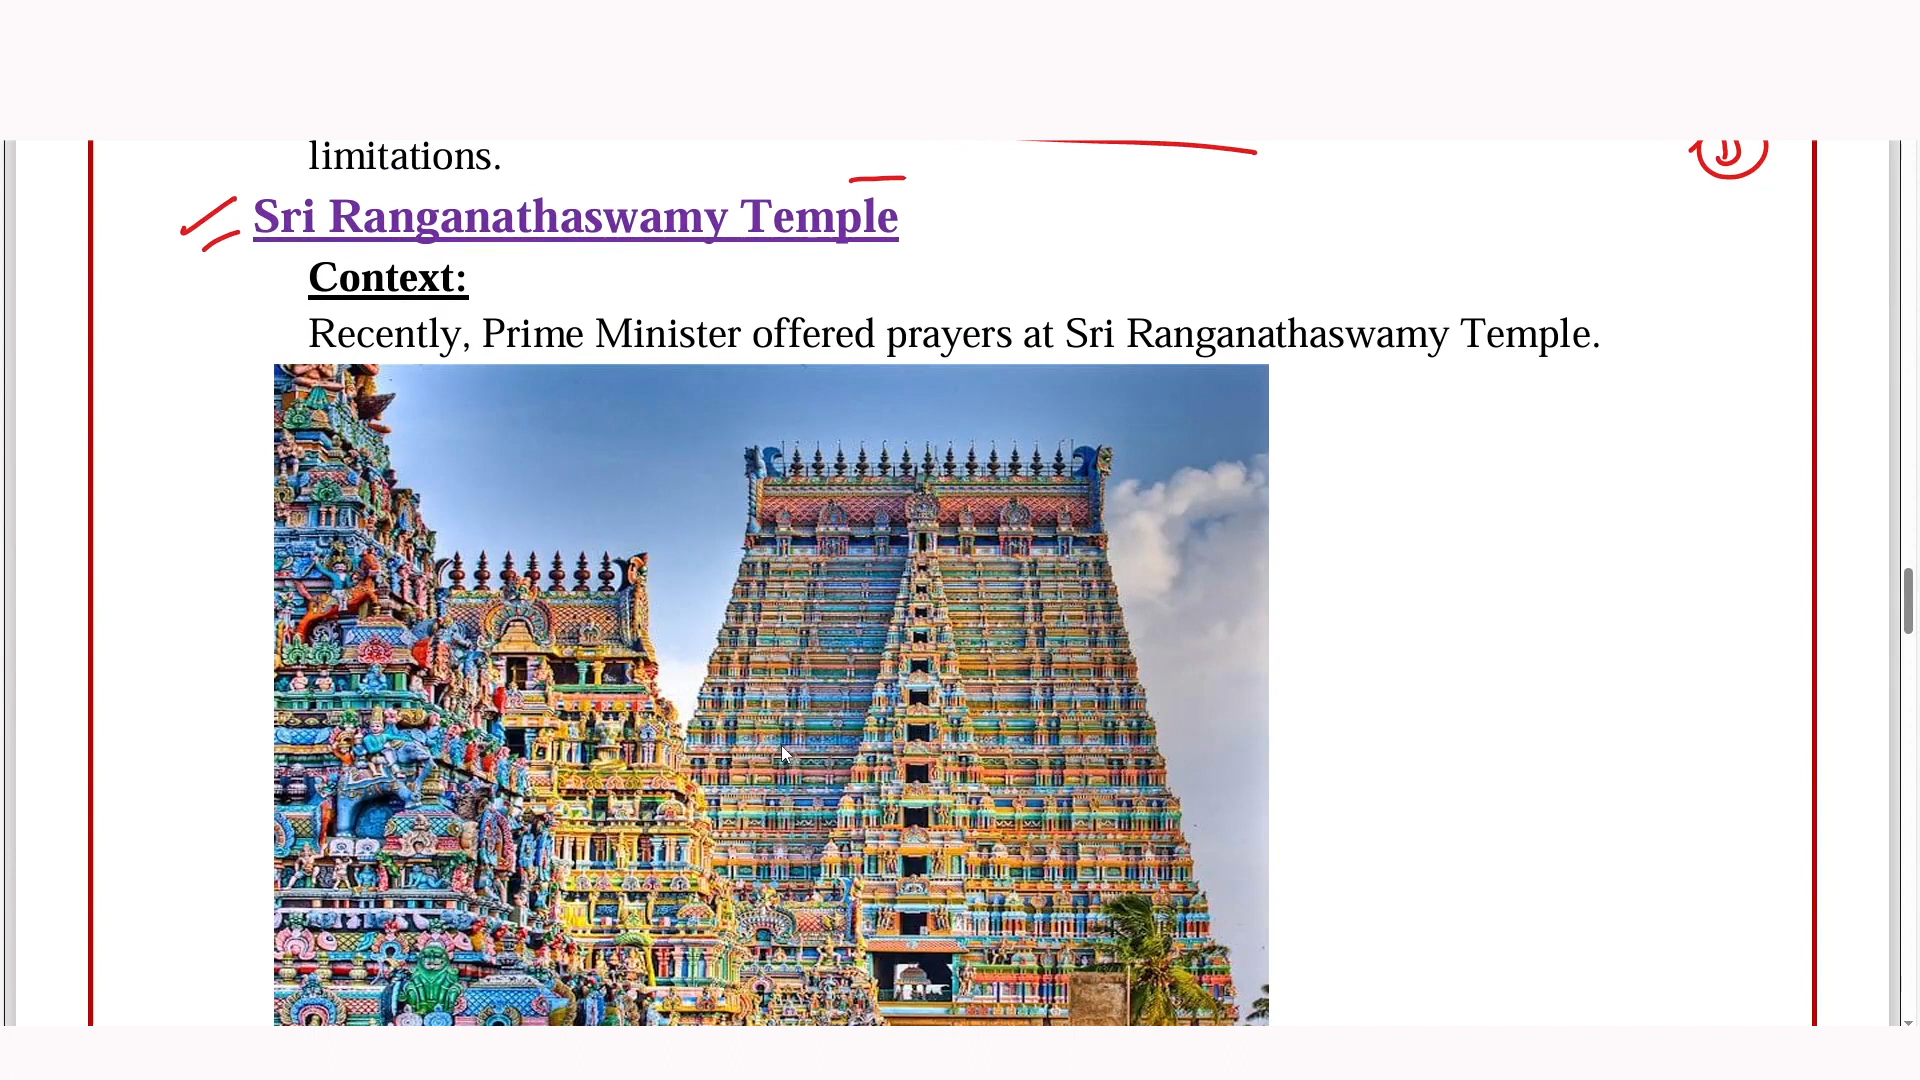 limitations.
Sri Ranganathaswamy Temple
Context:
Recently, Prime Minister offered prayers at Sri Ranganathaswamy Temple.